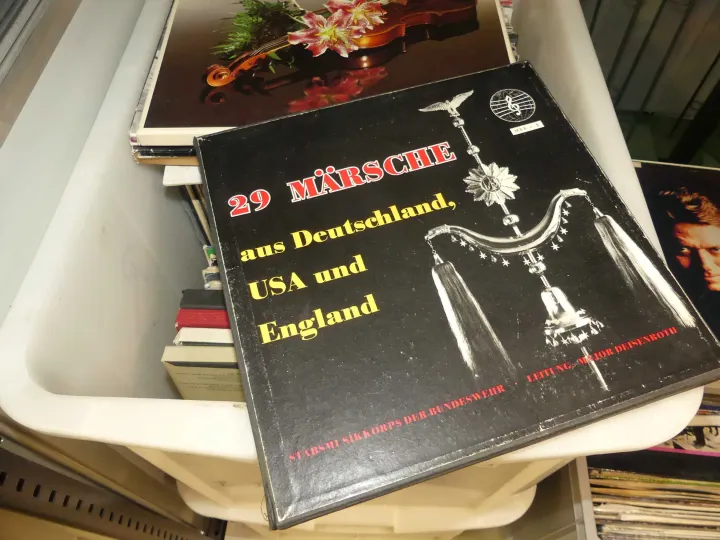 29 MÄRSCHE
aus Deutschland,
USA und
England
STABSMUSIKKORPS DER BUNDESWEHR LEITUNG: MAJOR DEISENROTH